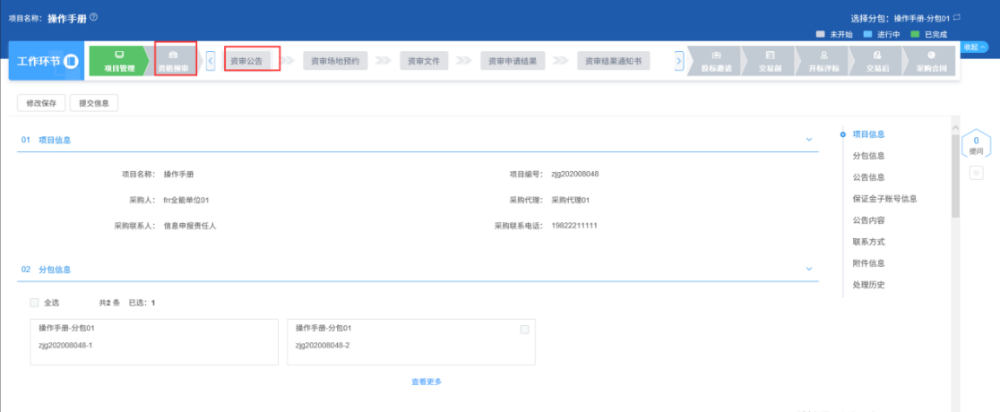 项目名称：操作手册
选择分包：操作手册-分包01
未开始 进行中 已完成
收起
工作环节
项目管理 资格预审 资审公告 资审场地预约 资审文件 资审申请结果 资审结果通知书 投标邀请 交易前 开标评标 交易后 采购合同
修改保存 提交信息
01 项目信息
项目名称：操作手册 项目编号：zjg202008048
采购人：frr全能单位01 采购代理：采购代理01
采购联系人：信息申报责任人 采购联系电话：19822211111
02 分包信息
全选 共2条 已选：1
操作手册-分包01
zjg202008048-1
操作手册-分包01
zjg202008048-2
查看更多
项目信息
分包信息
公告信息
保证金子账号信息
公告内容
联系方式
附件信息
处理历史
0
提问